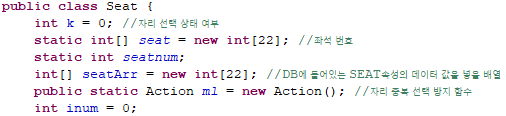 public class Seat {
int k = 0; //자리 선택 상태 여부
static int[] seat = new int[22]; //좌석 번호
static int seatnum;
int[] seatArr = new int[22]; //DB에 들어있는 SEAT속성의 데이터 값을 넣을 배열
public static Action ml = new Action(); //자리 중복 선택 방지 함수
int inum = 0;